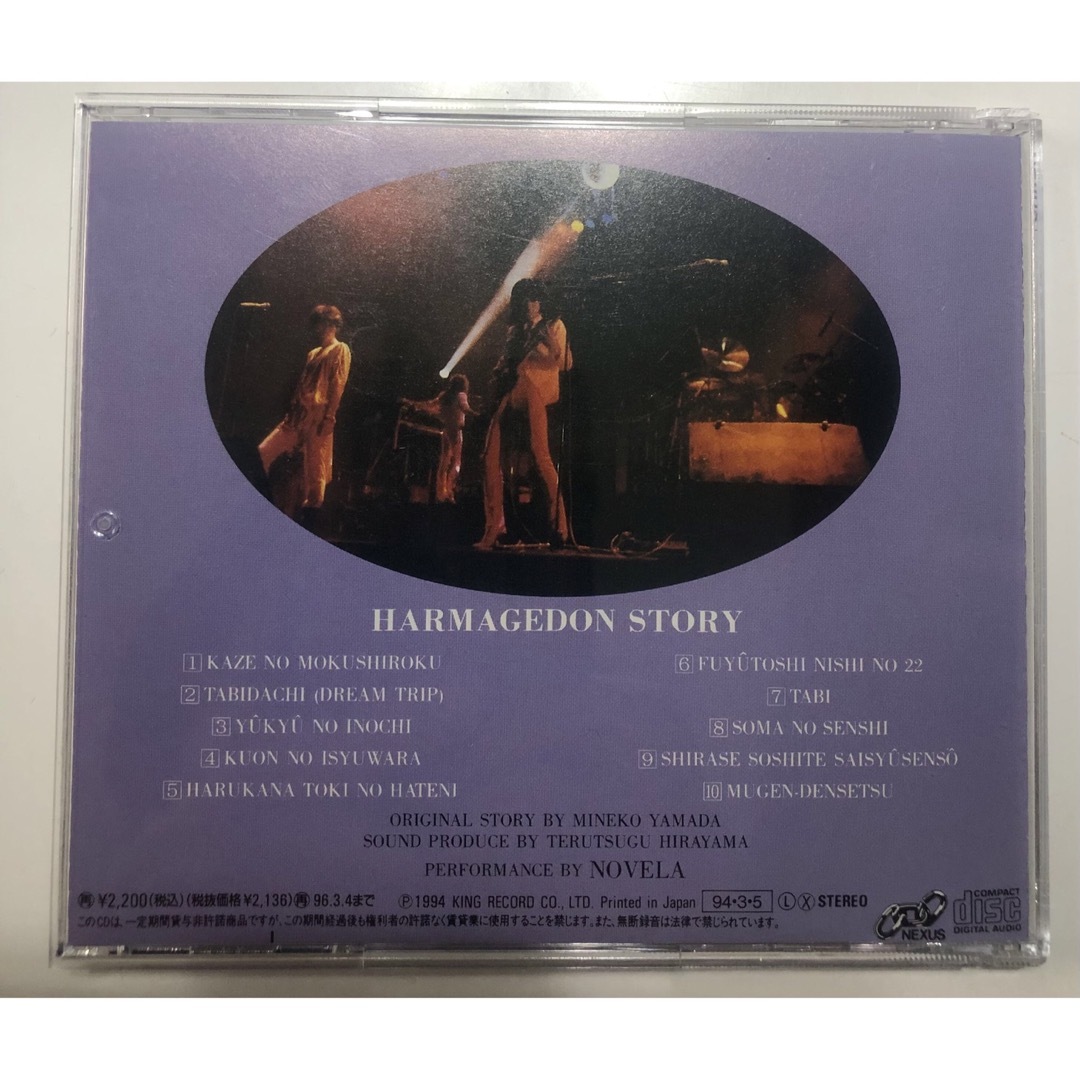 HARMAGEDON STORY
1 KAZE NO MOKUSHIROKU
2 TABIDACHI (DREAM TRIP)
3 YÛKYÛ NO INOCHI
4 KUON NO ISYUWARA
5 HARUKANA TOKI NO HATENI
6 FUYÛTOSHI NISHI NO 22
7 TABI
8 SOMA NO SENSHI
9 SHIRASE SOSHITE SAISYÛSENSÔ
10 MUGEN-DENSETSU
ORIGINAL STORY BY MINEKO YAMADA
SOUND PRODUCE BY TERUTSUGU HIRAYAMA
PERFORMANCE BY NOVELA
再 ¥2,200(税込)(税抜価格¥2,136) 再 96.3.4まで Ⓟ1994 KING RECORD CO., LTD. Printed in Japan 94・3・5 Ⓛ Ⓧ STEREO
このCDは、一定期間貸与非許諾商品ですが、この期間経過後も権利者の許諾なく賃貸業に使用することを禁じます。また、無断録音は法律で禁じられています。
NEXUS
COMPACT
disc
DIGITAL AUDIO